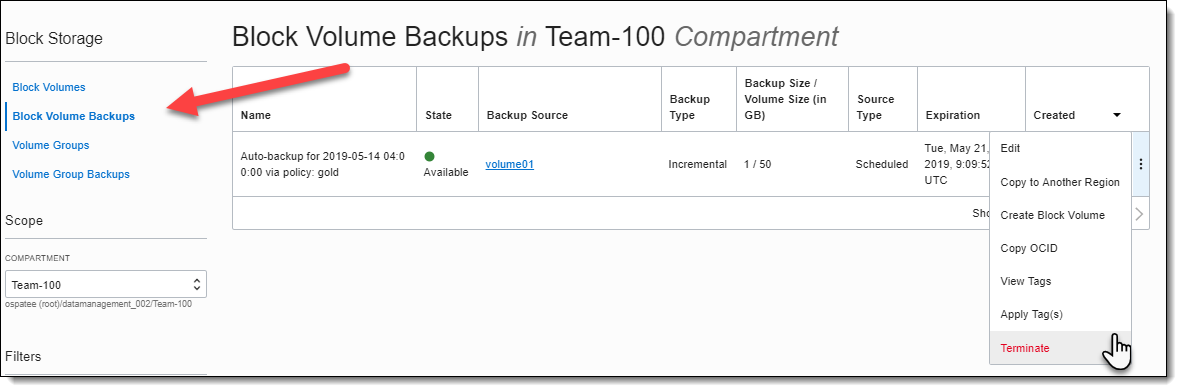 Block Storage
Block Volumes
Block Volume Backups
Volume Groups
Volume Group Backups
Scope
COMPARTMENT
Team-100
ospatee (root)/datamanagement_002/Team-100
Filters
Block Volume Backups in Team-100 Compartment
Name
State
Backup Source
Backup
Type
Backup Size /
Volume Size (in
GB)
Source
Type
Expiration
Created
Auto-backup for 2019-05-14 04:0
0:00 via policy: gold
Available
volume01
Incremental
1 / 50
Scheduled
Tue, May 21,
2019, 9:09:52
UTC
Edit
Copy to Another Region
Create Block Volume
Copy OCID
View Tags
Apply Tag(s)
Terminate